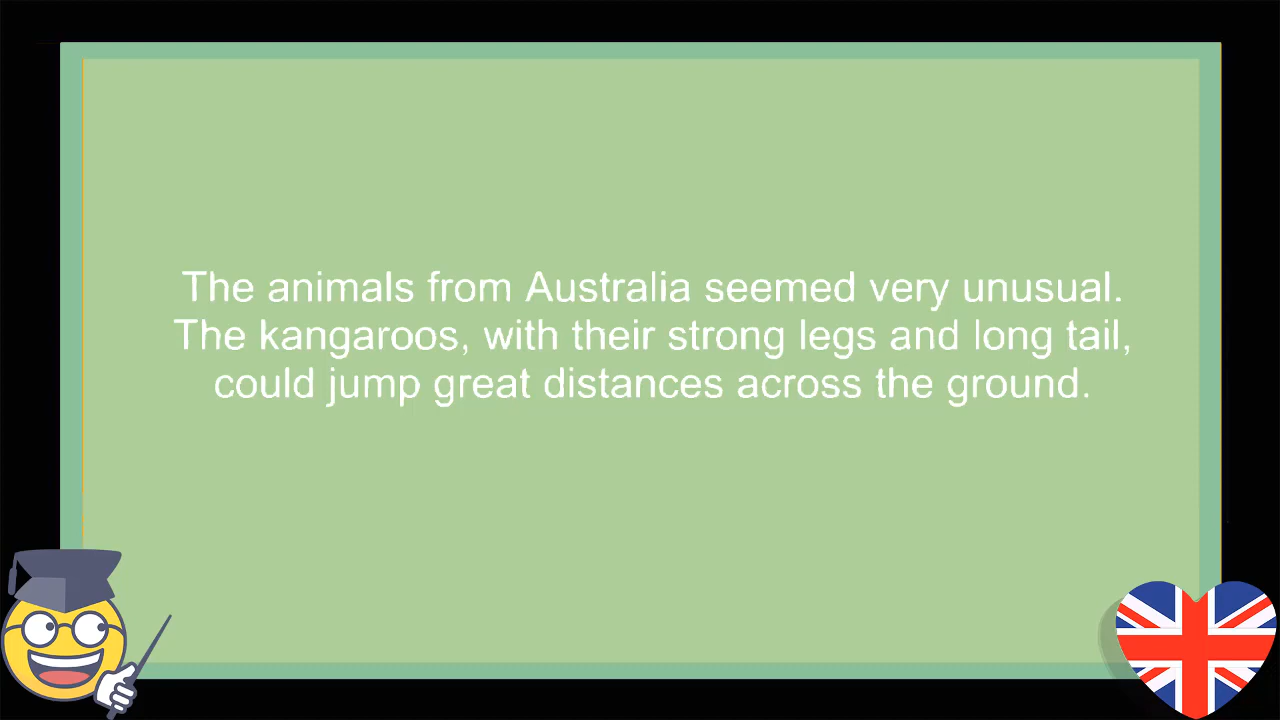 The animals from Australia seemed very unusual.
The kangaroos, with their strong legs and long tail,
could jump great distances across the ground.